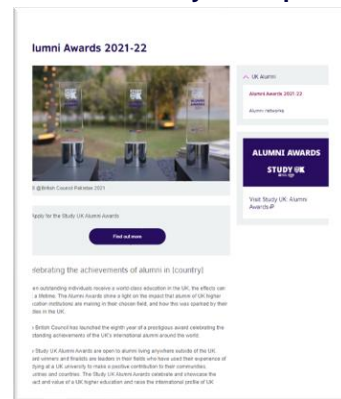 lumni Awards 2021-22
UK Alumni
Alumni Awards 2021-22
Alumni networks
@British Council Pakistan 2021
Apply for the Study UK Alumni Awards
Find out more
ALUMNI AWARDS
STUDY UK
Visit Study UK: Alumni
Awards
elebrating the achievements of alumni in [country]
en outstanding individuals receive a world-class education in the UK, the effects can
a lifetime. The Alumni Awards shine a light on the impact that alumni of UK higher
ucation institutions are making in their chosen field, and how this was sparked by their
dies in the UK.
British Council has launched the eighth year of a prestigious award celebrating the
standing achievements of the UK's international alumni around the world.
Study UK Alumni Awards are open to alumni living anywhere outside of the UK.
ard winners and finalists are leaders in their fields who have used their experience of
dying at a UK university to make a positive contribution to their communities,
and countries. The Study UK Alumni Awards celebrate and showcase the
act and value of a UK higher education and raise the international profile of UK